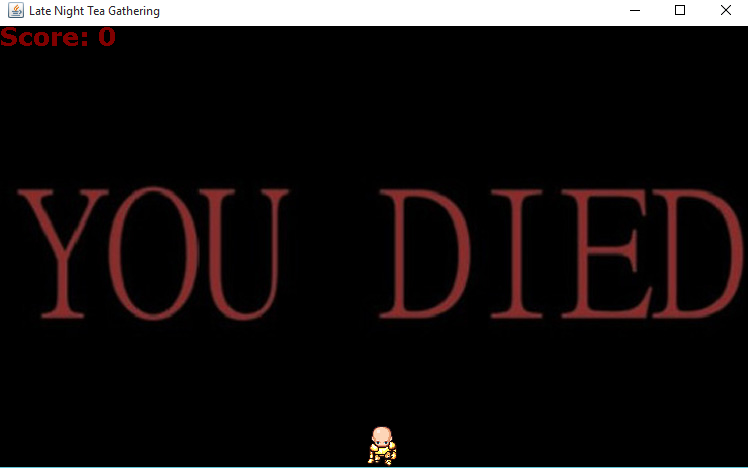 Late Night Tea Gathering
Score: 0
YOU DIED